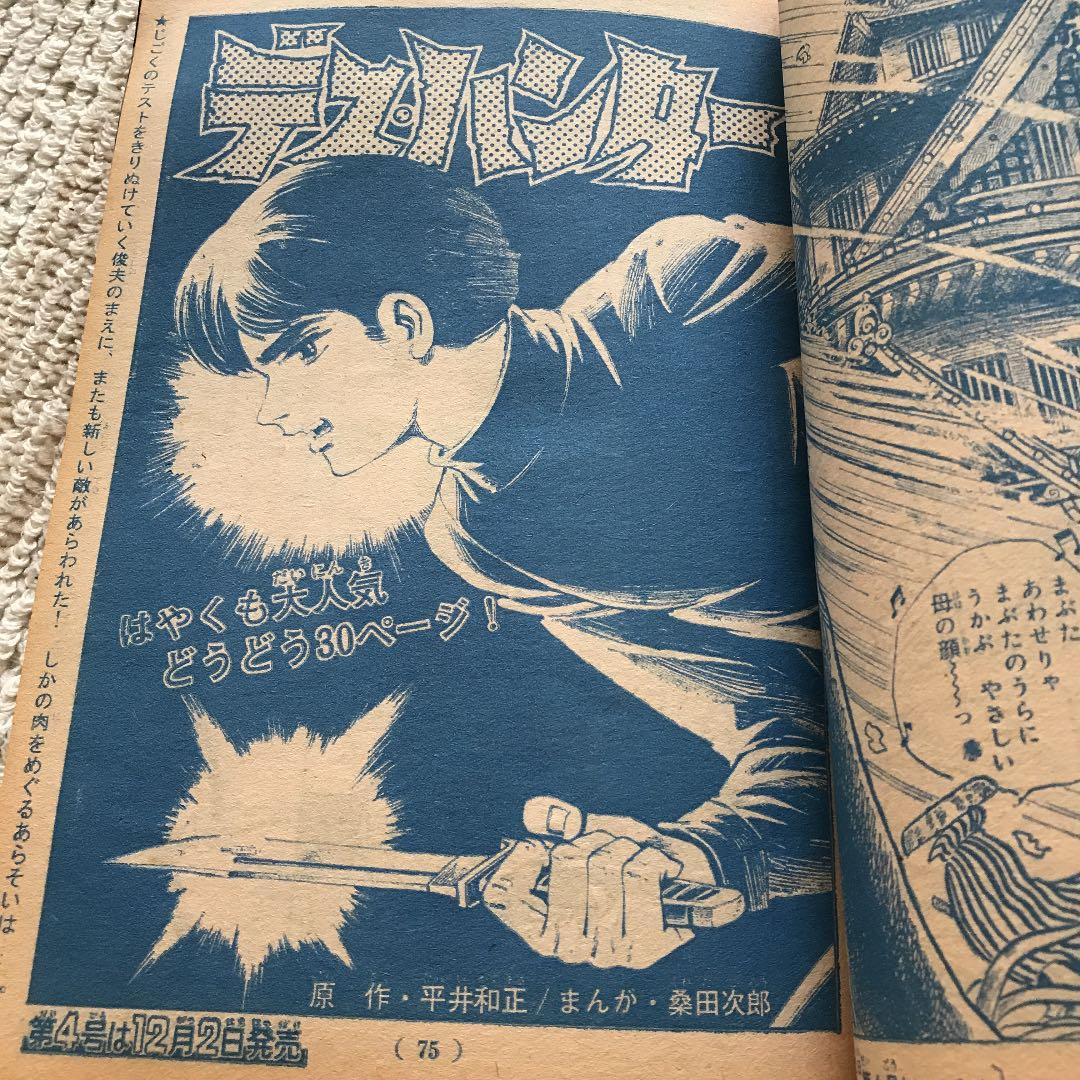 デス・ハンター
★じごくのテストをきりぬけていく俊夫のまえに、またも新しい敵があらわれた！　しかの肉をめぐるあらそいは…
はやくも大人気
どうどう30ページ！
原　作・平井和正/まんが・桑田次郎
第4号は12月2日発売
（ 75 ）
まぶた
あわせりゃ
まぶたのうらに
うかぶ　やさしい
母の顔〜〜〜っ